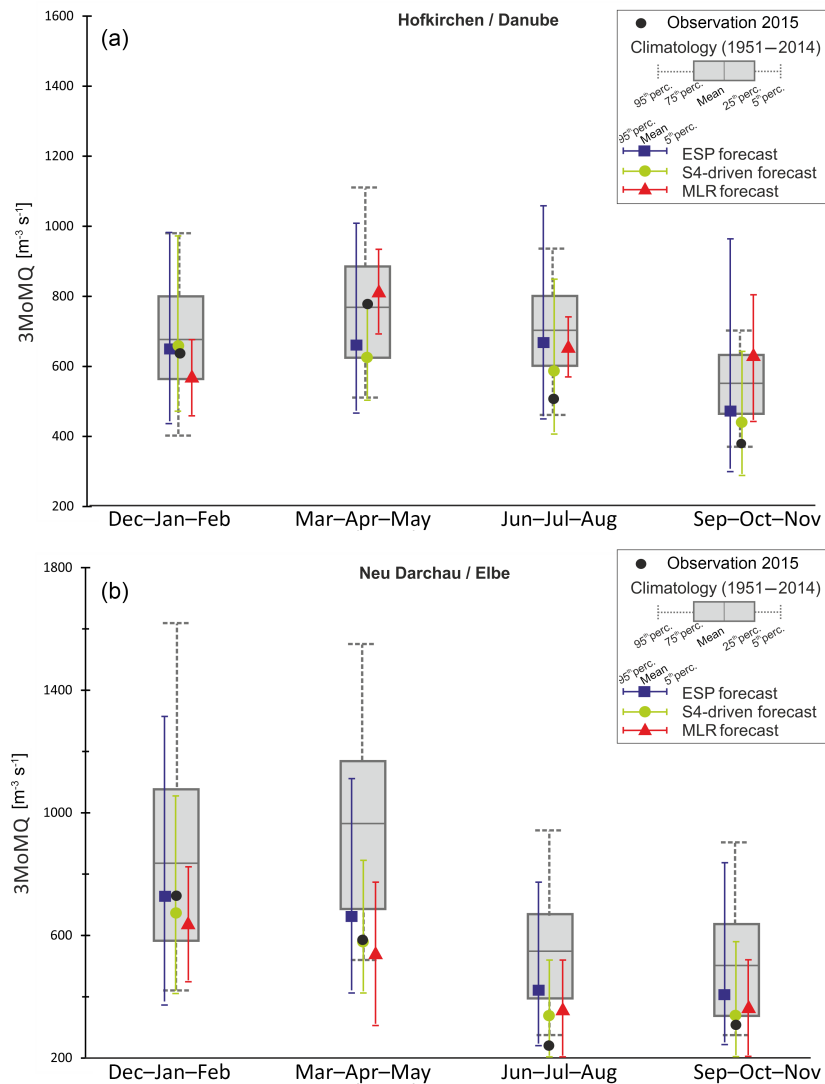 (a)
Hofkirchen / Danube
Observation 2015
Climatology (1951—2014)
95th perc.
75th perc.
Mean
25th perc.
5th perc.
95th perc.
Mean
5th perc.
ESP forecast
S4-driven forecast
MLR forecast
3MoMQ [m-3 s-1]
1600
1400
1200
1000
800
600
400
200
Dec–Jan–Feb
Mar–Apr–May
Jun–Jul–Aug
Sep–Oct–Nov
(b)
Neu Darchau / Elbe
Observation 2015
Climatology (1951—2014)
95th perc.
75th perc.
Mean
25th perc.
5th perc.
95th perc.
Mean
5th perc.
ESP forecast
S4-driven forecast
MLR forecast
3MoMQ [m-3 s-1]
1800
1400
1000
600
200
Dec–Jan–Feb
Mar–Apr–May
Jun–Jul–Aug
Sep–Oct–Nov